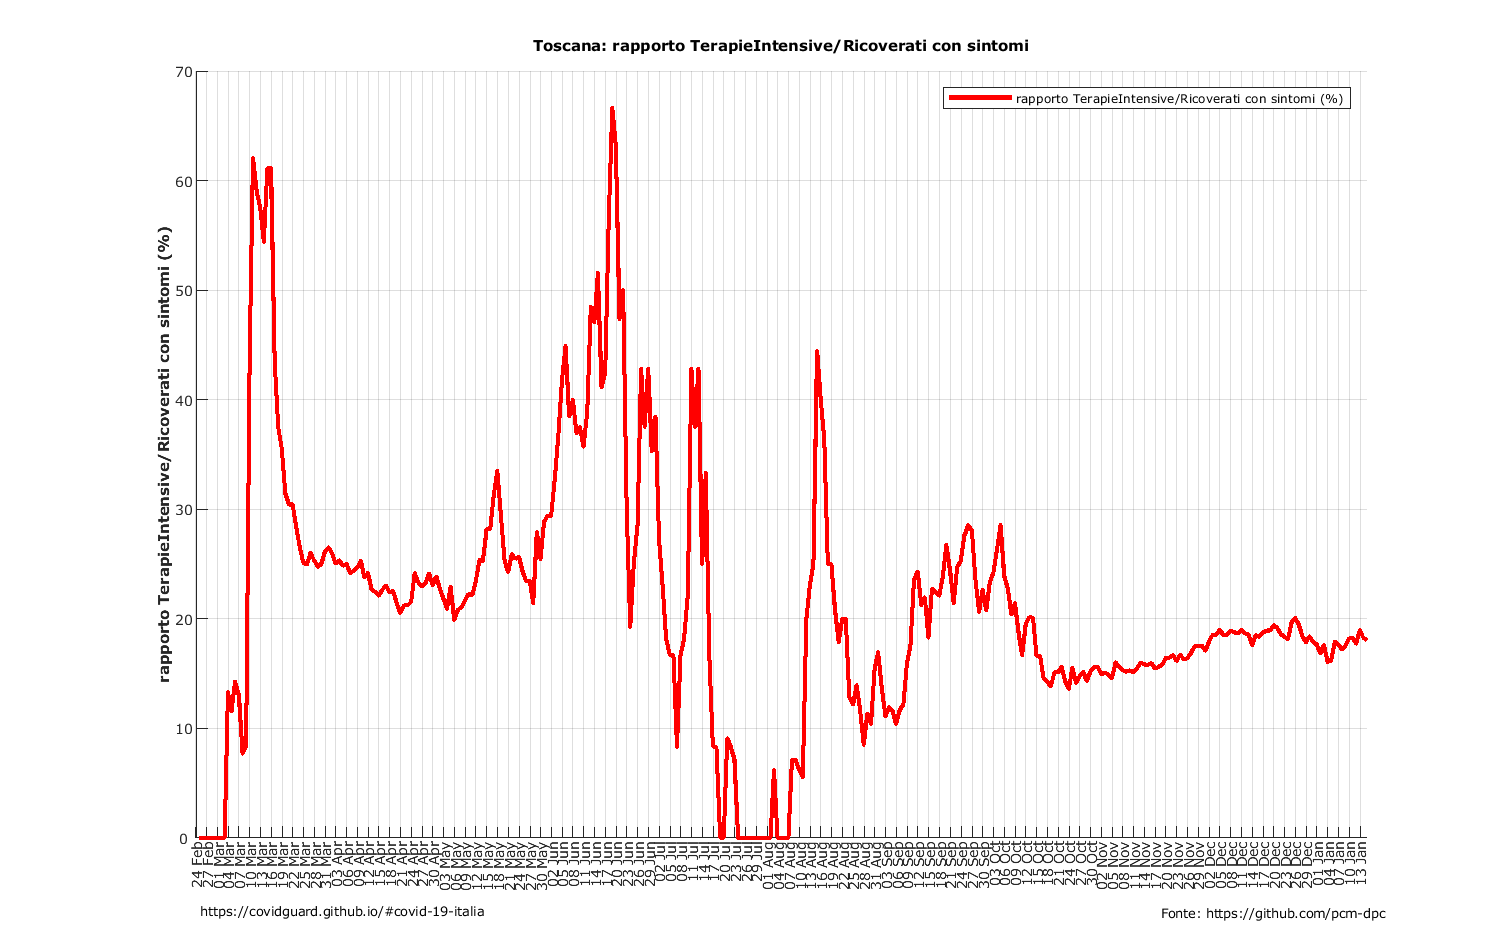 Toscana: rapporto TerapieIntensive/Ricoverati con sintomi
rapporto TerapieIntensive/Ricoverati con sintomi (%)
rapporto TerapieIntensive/Ricoverati con sintomi (%)
70
60
50
40
30
20
10
0
24 Feb
27 Feb
01 Mar
04 Mar
07 Mar
10 Mar
13 Mar
16 Mar
19 Mar
22 Mar
25 Mar
28 Mar
31 Mar
03 Apr
06 Apr
09 Apr
12 Apr
15 Apr
18 Apr
21 Apr
24 Apr
27 Apr
30 Apr
03 May
06 May
09 May
12 May
15 May
18 May
21 May
24 May
27 May
30 May
02 Jun
05 Jun
08 Jun
11 Jun
14 Jun
17 Jun
20 Jun
23 Jun
26 Jun
29 Jun
02 Jul
05 Jul
08 Jul
11 Jul
14 Jul
17 Jul
20 Jul
23 Jul
26 Jul
29 Jul
01 Aug
04 Aug
07 Aug
10 Aug
13 Aug
16 Aug
19 Aug
22 Aug
25 Aug
28 Aug
31 Aug
03 Sep
06 Sep
09 Sep
12 Sep
15 Sep
18 Sep
21 Sep
24 Sep
27 Sep
30 Sep
03 Oct
06 Oct
09 Oct
12 Oct
15 Oct
18 Oct
21 Oct
24 Oct
27 Oct
30 Oct
02 Nov
05 Nov
08 Nov
11 Nov
14 Nov
17 Nov
20 Nov
23 Nov
26 Nov
29 Nov
02 Dec
05 Dec
08 Dec
11 Dec
14 Dec
17 Dec
20 Dec
23 Dec
26 Dec
29 Dec
01 Jan
04 Jan
07 Jan
10 Jan
13 Jan
https://covidguard.github.io/#covid-19-italia
Fonte: https://github.com/pcm-dpc